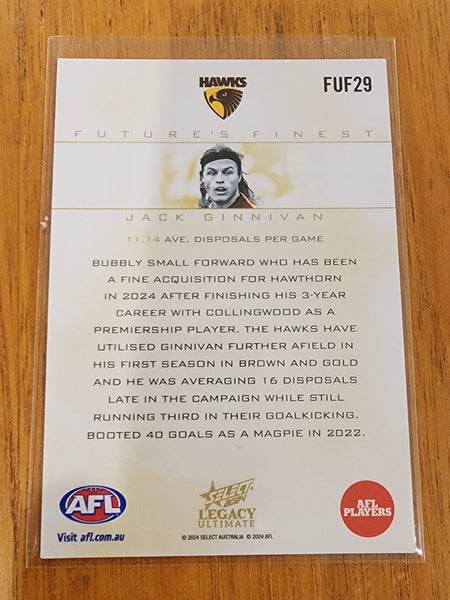 HAWKS
FUF29
FUTURE'S FINEST
JACK GINNIVAN
11.14 AVE. DISPOSALS PER GAME
BUBBLY SMALL FORWARD WHO HAS BEEN
A FINE ACQUISITION FOR HAWTHORN
IN 2024 AFTER FINISHING HIS 3-YEAR
CAREER WITH COLLINGWOOD AS A
PREMIERSHIP PLAYER. THE HAWKS HAVE
UTILISED GINNIVAN FURTHER AFIELD IN
HIS FIRST SEASON IN BROWN AND GOLD
AND HE WAS AVERAGING 16 DISPOSALS
LATE IN THE CAMPAIGN WHILE STILL
RUNNING THIRD IN THEIR GOALKICKING.
BOOTED 40 GOALS AS A MAGPIE IN 2022.
AFL
Visit afl.com.au
SELECT
2024
LEGACY
ULTIMATE
© 2024 SELECT AUSTRALIA © 2024 AFL
AFL
PLAYERS